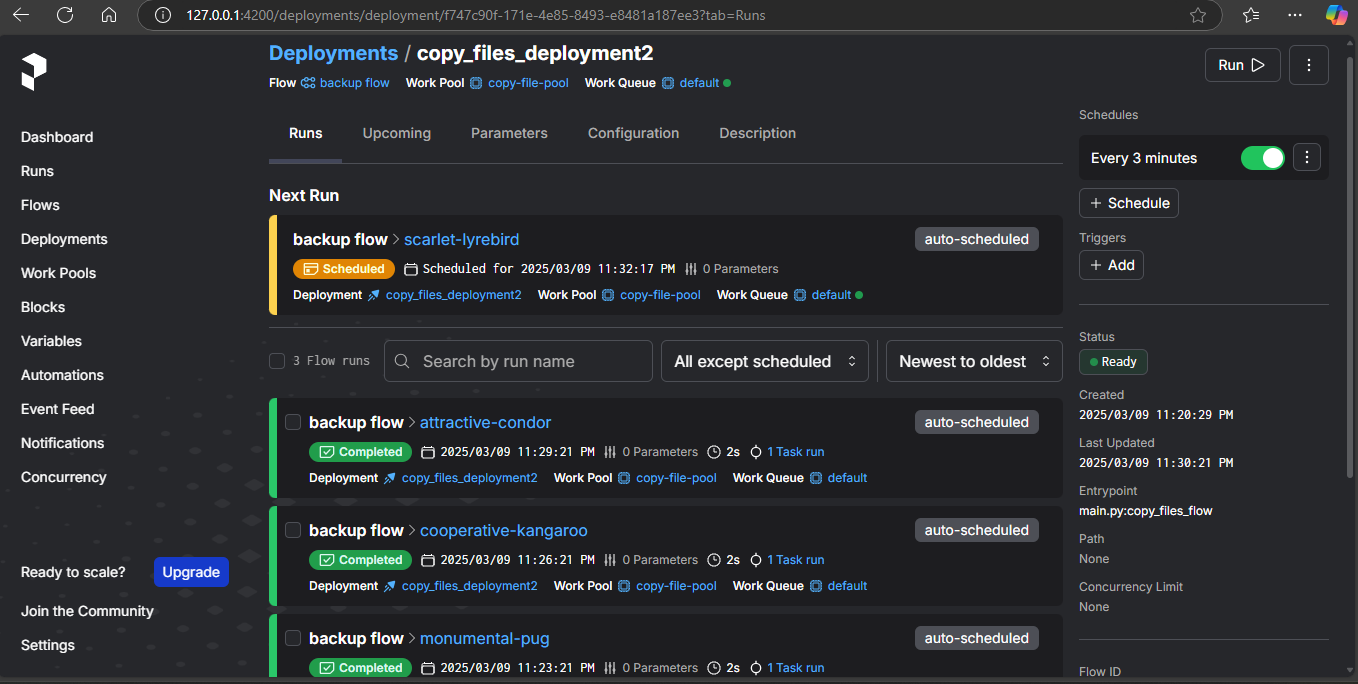 127.0.0.1:4200/deployments/deployment/f747c90f-171e-4e85-8493-e8481a187ee3?tab=Runs
Dashboard
Runs
Flows
Deployments
Work Pools
Blocks
Variables
Automations
Event Feed
Notifications
Concurrency
Ready to scale? Upgrade
Join the Community
Settings
Deployments / copy_files_deployment2
Flow backup flow Work Pool copy-file-pool Work Queue default
Run
Runs Upcoming Parameters Configuration Description
Next Run
backup flow > scarlet-lyrebird auto-scheduled
Scheduled Scheduled for 2025/03/09 11:32:17 PM 0 Parameters
Deployment copy_files_deployment2 Work Pool copy-file-pool Work Queue default
3 Flow runs Search by run name All except scheduled Newest to oldest
backup flow > attractive-condor auto-scheduled
Completed 2025/03/09 11:29:21 PM 0 Parameters 2s 1 Task run
Deployment copy_files_deployment2 Work Pool copy-file-pool Work Queue default
backup flow > cooperative-kangaroo auto-scheduled
Completed 2025/03/09 11:26:21 PM 0 Parameters 2s 1 Task run
Deployment copy_files_deployment2 Work Pool copy-file-pool Work Queue default
backup flow > monumental-pug auto-scheduled
Completed 2025/03/09 11:23:21 PM 0 Parameters 2s 1 Task run
Schedules
Every 3 minutes
+ Schedule
Triggers
+ Add
Status
Ready
Created
2025/03/09 11:20:29 PM
Last Updated
2025/03/09 11:30:21 PM
Entrypoint
main.py:copy_files_flow
Path
None
Concurrency Limit
None
Flow ID